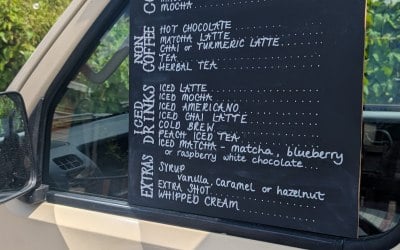 MOCHA
NON COFFEE
HOT CHOCOLATE
MATCHA LATTE
CHAI or TURMERIC LATTE
TEA
HERBAL TEA
ICED DRINKS
ICED LATTE
ICED MOCHA
ICED AMERICANO
ICED CHAI LATTE
COLD BREW
PEACH ICED TEA
ICED MATCHA - matcha, blueberry
or raspberry white chocolate...
EXTRAS
SYRUP
vanilla, caramel or hazelnut
EXTRA SHOT
WHIPPED CREAM